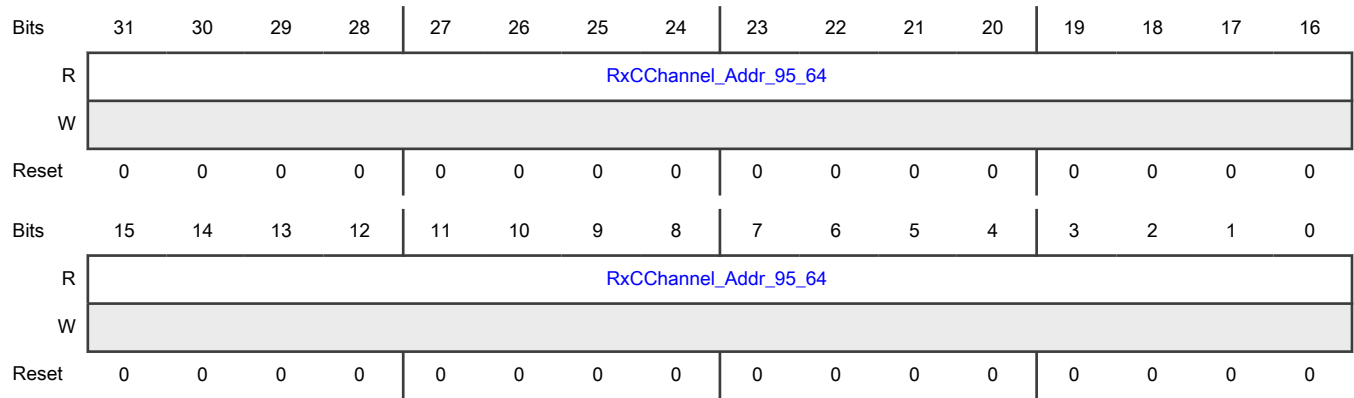 Bits 31 30 29 28 27 26 25 24 23 22 21 20 19 18 17 16
R RxCChannel_Addr_95_64
W
Reset 0 0 0 0 0 0 0 0 0 0 0 0 0 0 0 0
Bits 15 14 13 12 11 10 9 8 7 6 5 4 3 2 1 0
R RxCChannel_Addr_95_64
W
Reset 0 0 0 0 0 0 0 0 0 0 0 0 0 0 0 0